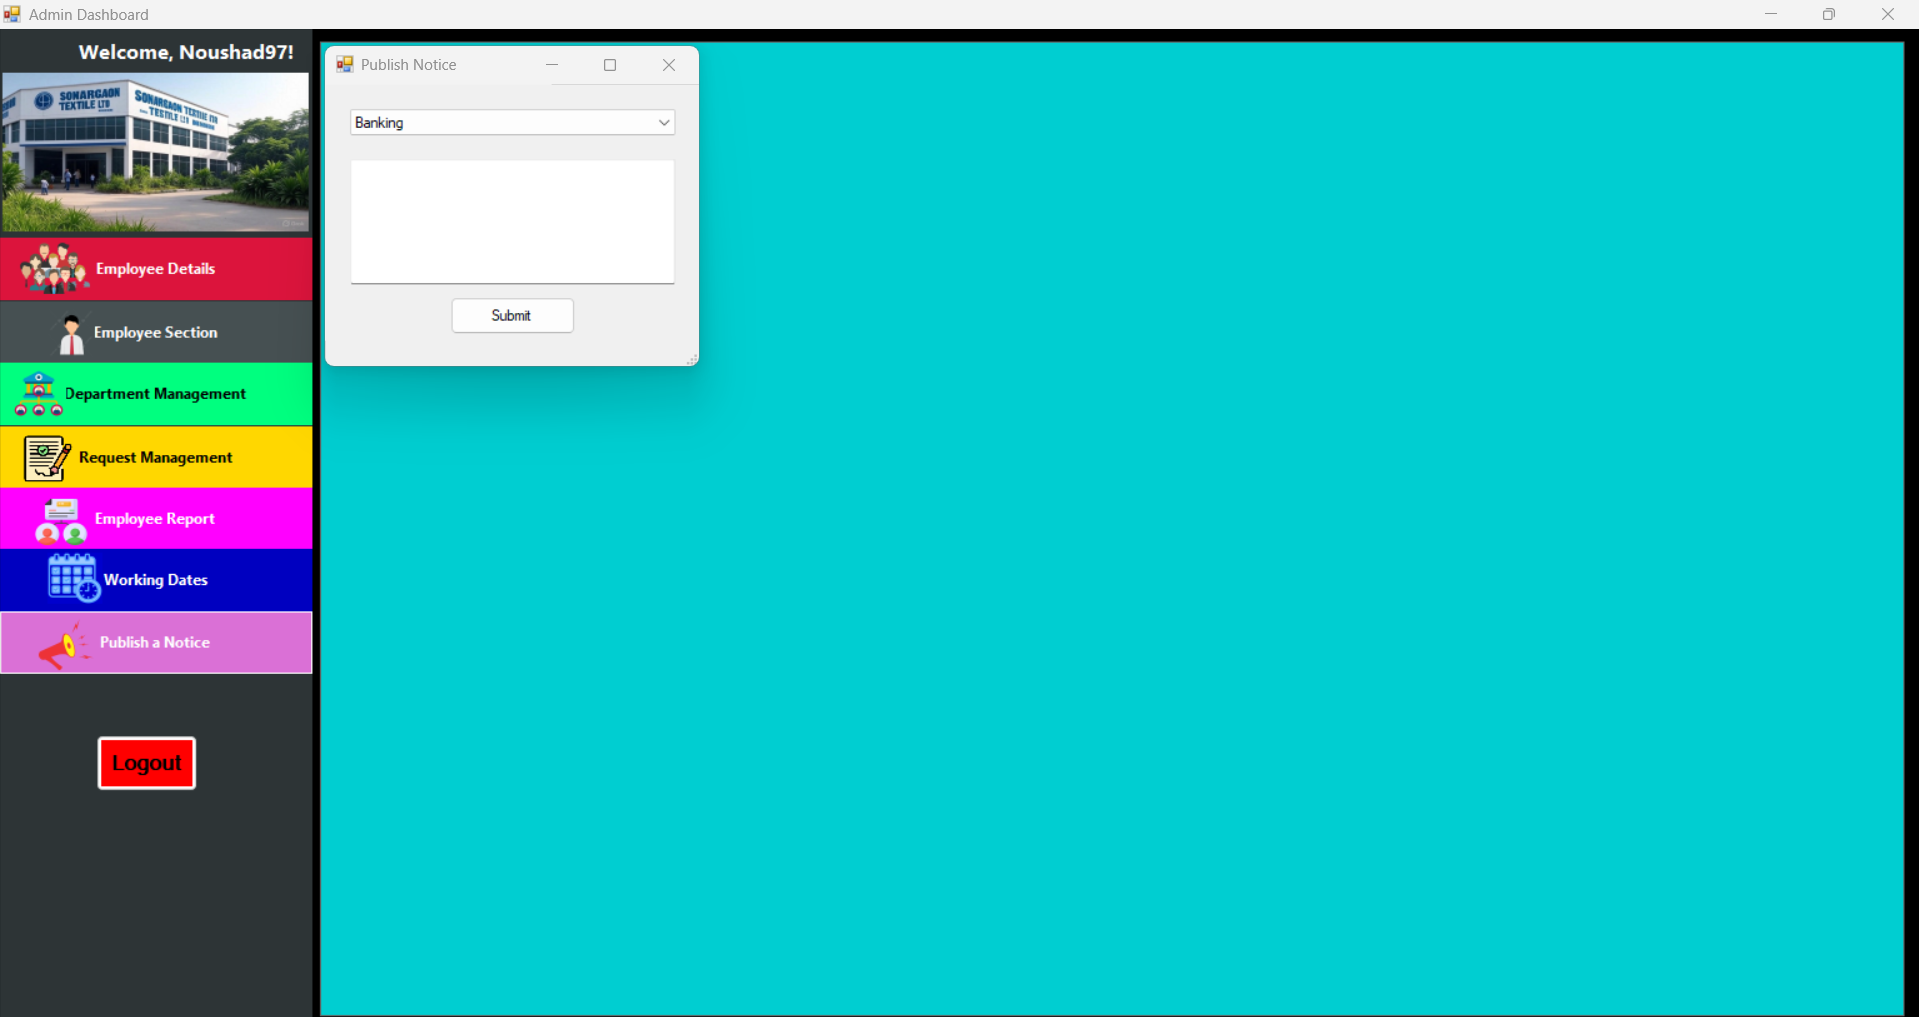 Admin Dashboard
Welcome, Noushad97!
SONARGAON
TEXTILE LTD
SONARGAON TEXTILE LTD
Employee Details
Employee Section
Department Management
Request Management
Employee Report
Working Dates
Publish a Notice
Logout
Publish Notice
Banking
Submit